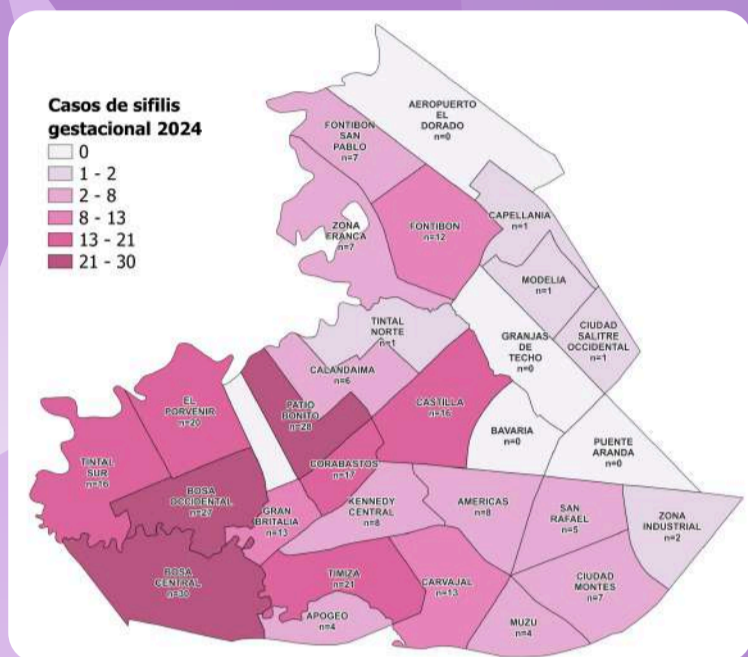 Casos de sifilis
gestacional 2024
0
1 - 2
2 - 8
8 - 13
13 - 21
21 - 30
AEROPUERTO
EL
DORADO
n=0
FONTIBON
SAN
PABLO
n=7
ZONA
FRANCA
n=7
FONTIBON
n=12
CAPELLANIA
n=1
MODELIA
n=1
CIUDAD
SALITRE
OCCIDENTAL
n=1
GRANJAS
DE
TECHO
n=0
TINTAL
NORTE
n=1
CALANDAIMA
n=6
PATIO
BONITO
n=28
CASTILLA
n=16
BAVARIA
n=0
PUENTE
ARANDA
n=0
EL
PORVENIR
n=20
TINTAL
SUR
n=16
BOSA
OCCIDENTAL
n=27
CORABASTOS
n=17
GRAN
BRITALIA
n=13
KENNEDY
CENTRAL
n=8
AMERICAS
n=8
SAN
RAFAEL
n=5
ZONA
INDUSTRIAL
n=2
BOSA
CENTRAL
n=30
TIMIZA
n=21
CARVAJAL
n=13
CIUDAD
MONTES
n=7
APOGEO
n=4
MUZU
n=4